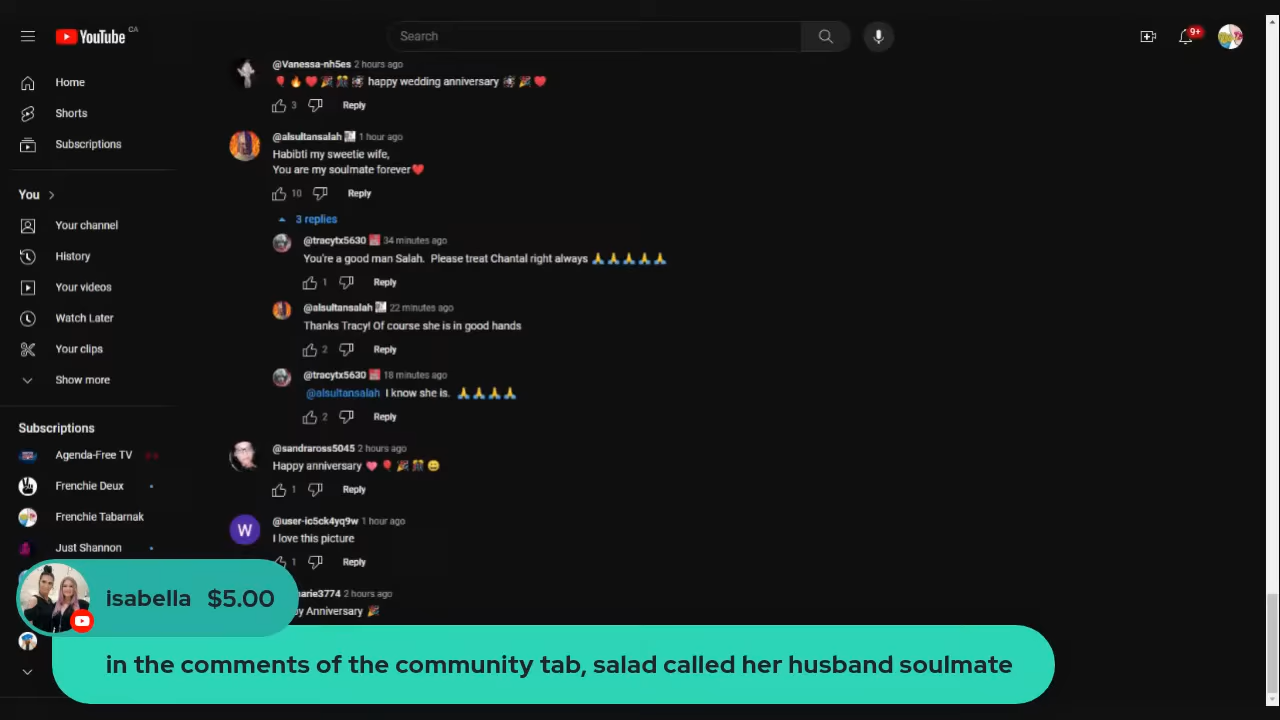 YouTube CA
Search
9+
Home
Shorts
Subscriptions
You
Your channel
History
Your videos
Watch Later
Your clips
Show more
Subscriptions
Agenda-Free TV
Frenchie Deux
Frenchie Tabarnak
Just Shannon
@Vanessa-nh5es 2 hours ago
happy wedding anniversary
3 Reply
@alsultansalah 1 hour ago
Habibti my sweetie wife,
You are my soulmate forever❤️
10 Reply
3 replies
@tracytx5630 34 minutes ago
You're a good man Salah. Please treat Chantal right always 🙏🙏🙏🙏🙏
1 Reply
@alsultansalah 22 minutes ago
Thanks Tracy! Of course she is in good hands
2 Reply
@tracytx5630 18 minutes ago
@alsultansalah I know she is. 🙏🙏🙏🙏
2 Reply
@sandraross5045 2 hours ago
Happy anniversary
1 Reply
W
@user-ic5ck4yq9w 1 hour ago
I love this picture
1 Reply
2 hours ago
Anniversary
isabella $5.00
in the comments of the community tab, salad called her husband soulmate